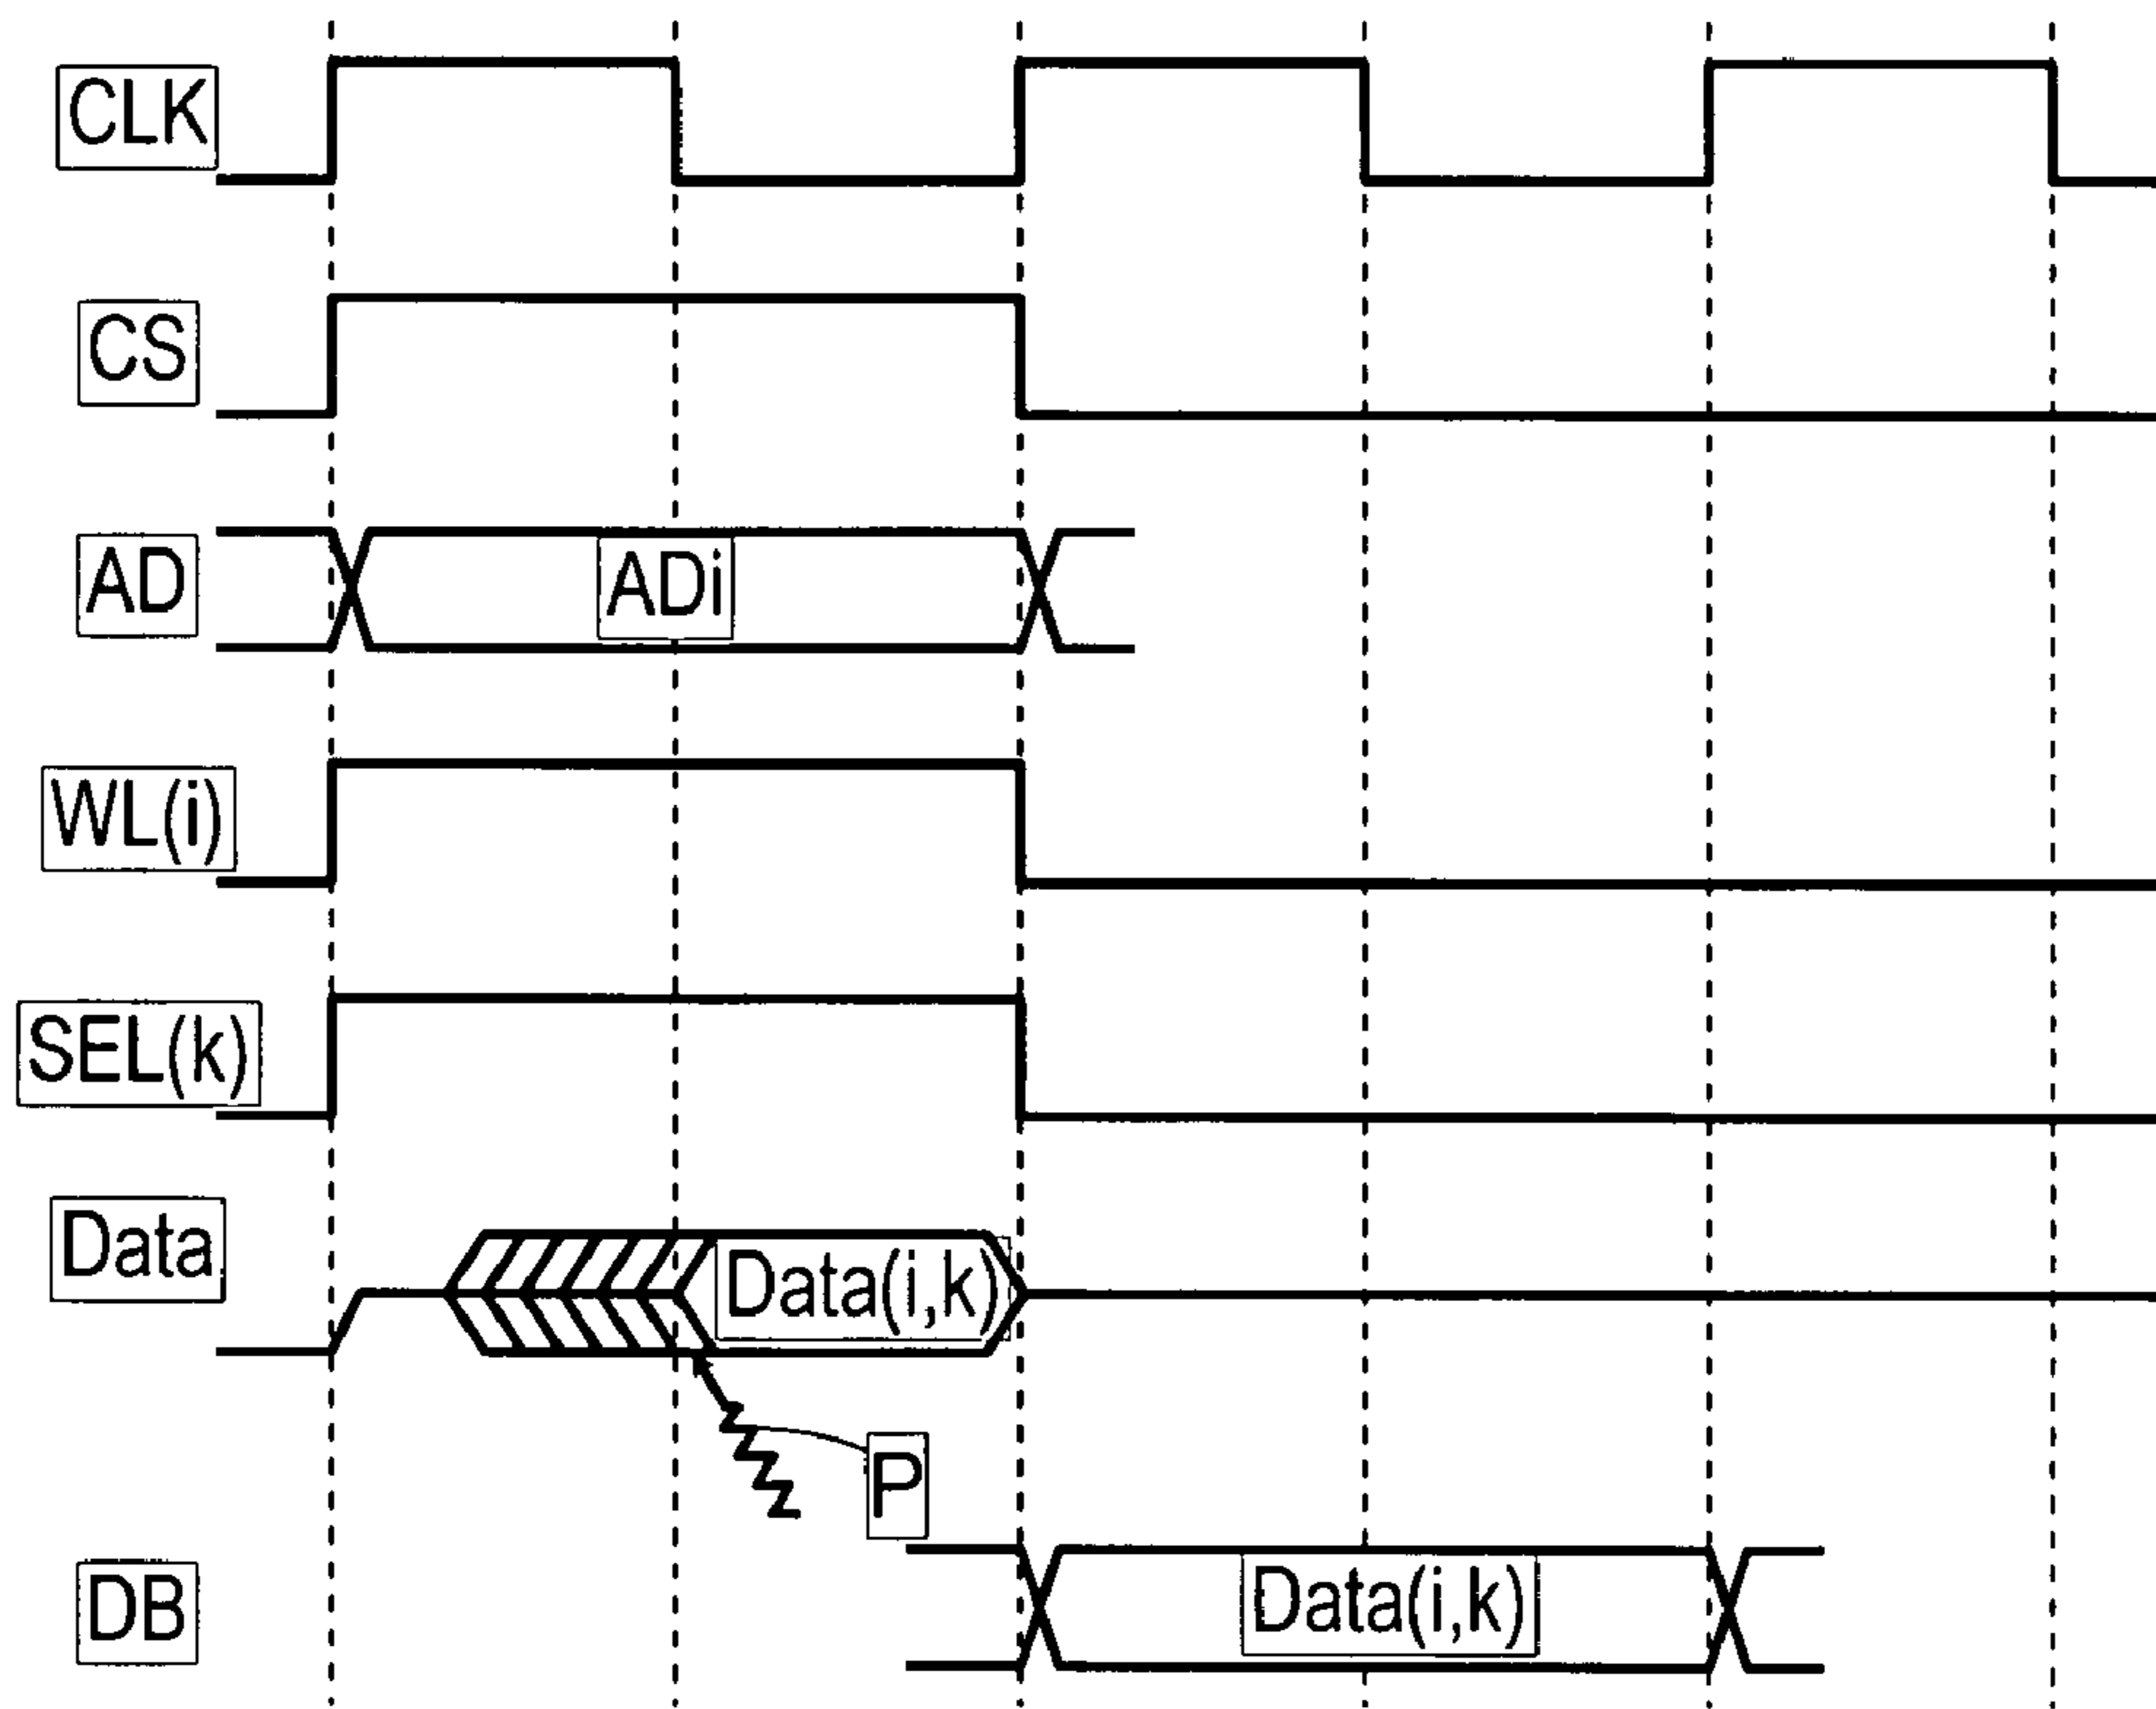 CLK
CS
AD
ADi
WL(i)
SEL(k)
Data
Data(i,k)
P
DB
Data(i,k)